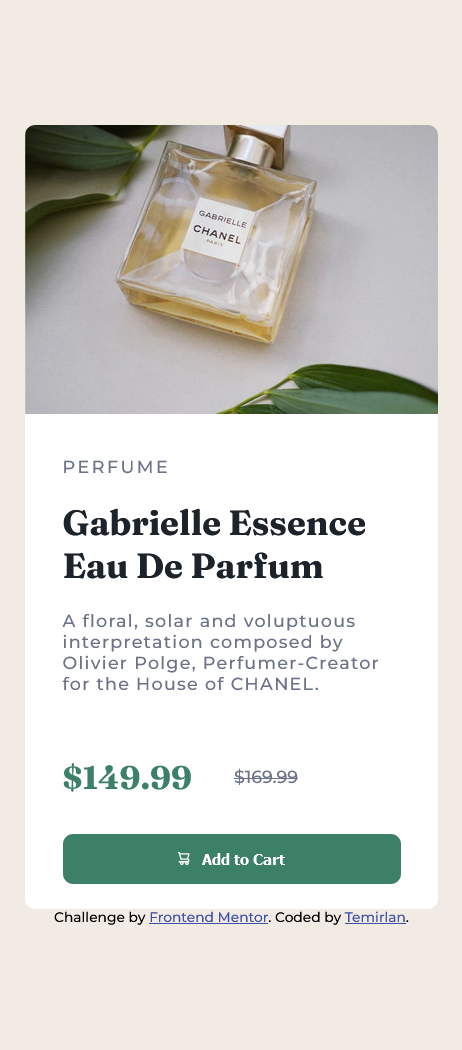 GABRIELLE
CHANEL
PARIS
PERFUME
Gabrielle Essence
Eau De Parfum
A floral, solar and voluptuous
interpretation composed by
Olivier Polge, Perfumer-Creator
for the House of CHANEL.
$149.99 $169.99
Add to Cart
Challenge by Frontend Mentor. Coded by Temirlan.